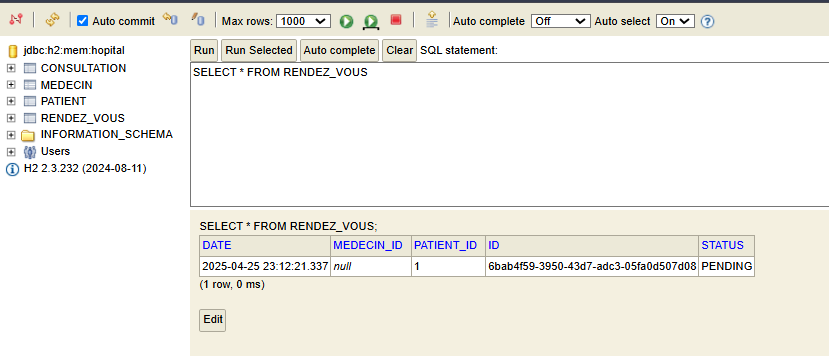 Auto commit Max rows: 1000 Auto complete Off Auto select On ?
jdbc:h2:mem:hopital
CONSULTATION
MEDECIN
PATIENT
RENDEZ_VOUS
INFORMATION_SCHEMA
Users
H2 2.3.232 (2024-08-11)
Run Run Selected Auto complete Clear SQL statement:
SELECT * FROM RENDEZ_VOUS
SELECT * FROM RENDEZ_VOUS;
DATE MEDECIN_ID PATIENT_ID ID STATUS
2025-04-25 23:12:21.337 null 1 6bab4f59-3950-43d7-adc3-05fa0d507d08 PENDING
(1 row, 0 ms)
Edit